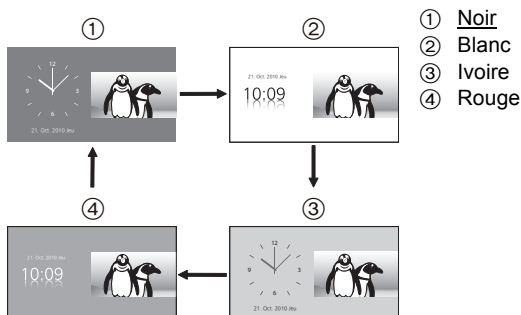 ①
12
9
3
6
21. Oct. 2010 Jeu
②
21. Oct. 2010 Jeu
10:09
① Noir
② Blanc
③ Ivoire
④ Rouge
④
21. Oct. 2010 Jeu
10:09
③
12
9
3
6
21. Oct. 2010 Jeu